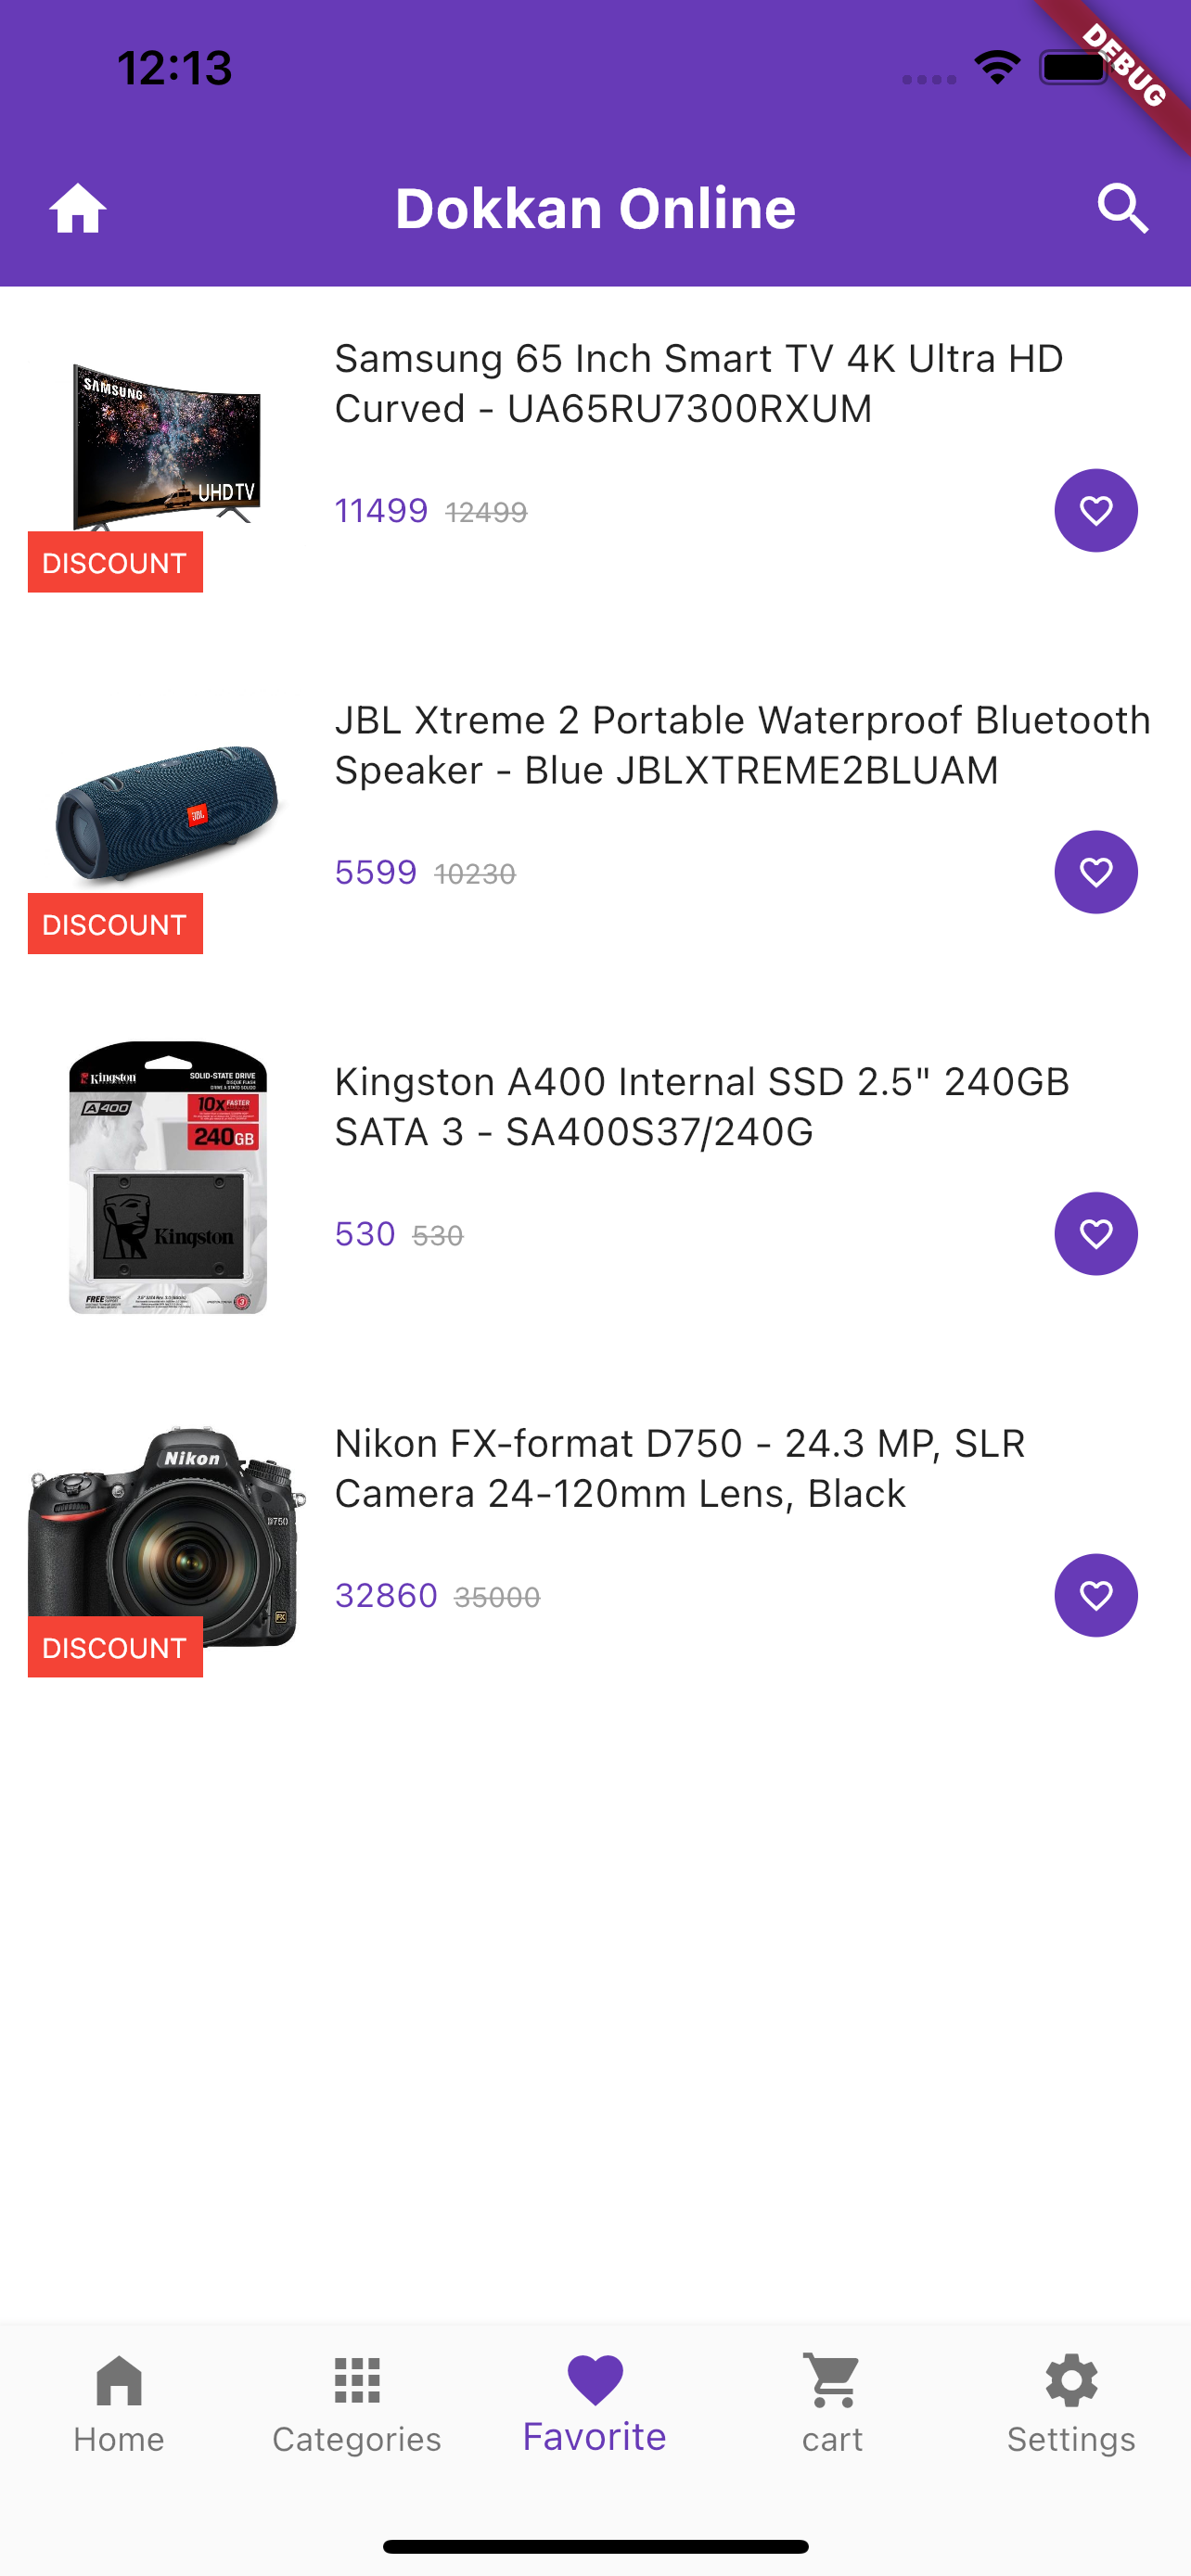 12:13
DEBUG
Dokkan Online
Samsung 65 Inch Smart TV 4K Ultra HD
Curved - UA65RU7300RXUM
SAMSUNG
UHD TV
11499 12499
DISCOUNT
JBL Xtreme 2 Portable Waterproof Bluetooth
Speaker - Blue JBLXTREME2BLUAM
JBL
5599 10230
DISCOUNT
Kingston A400 Internal SSD 2.5" 240GB
SATA 3 - SA400S37/240G
Kingston
SOLID-STATE DRIVE
A400
10x FASTER
240GB
Kingston
FREE
530 530
Nikon FX-format D750 - 24.3 MP, SLR
Camera 24-120mm Lens, Black
Nikon
D750
FX
32860 35000
DISCOUNT
Home
Categories
Favorite
cart
Settings